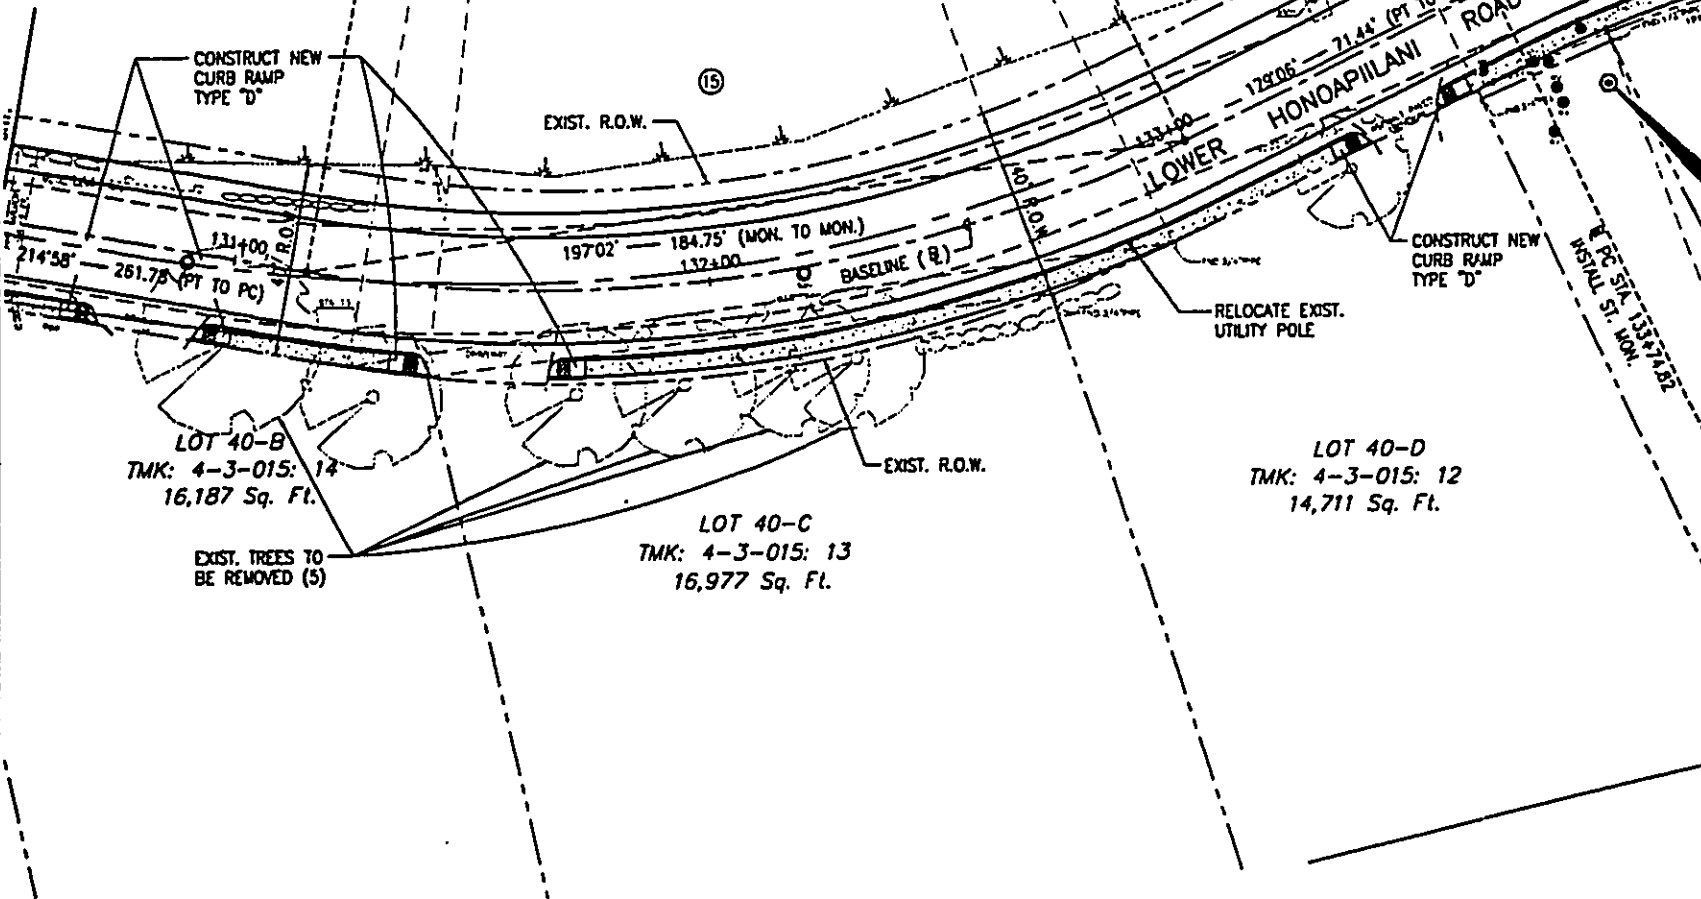 CONSTRUCT NEW
CURB RAMP
TYPE "D"
15
EXIST. R.O.W.
131+00
214°58'
251.75' (PT TO PC)
197°02' 184.75' (MON. TO MON.)
132+00
BASELINE (B)
40' R.O.W.
133+00
129°06' 71.44' (PT TO
LOWER HONOAPIILANI ROAD
CONSTRUCT NEW
CURB RAMP
TYPE "D"
RELOCATE EXIST.
UTILITY POLE
PC STA. 133+74.82
INSTALL ST. MON.
LOT 40-B
TMK: 4-3-015: 14
16,187 Sq. Ft.
EXIST. R.O.W.
LOT 40-D
TMK: 4-3-015: 12
14,711 Sq. Ft.
LOT 40-C
TMK: 4-3-015: 13
16,977 Sq. Ft.
EXIST. TREES TO
BE REMOVED (5)